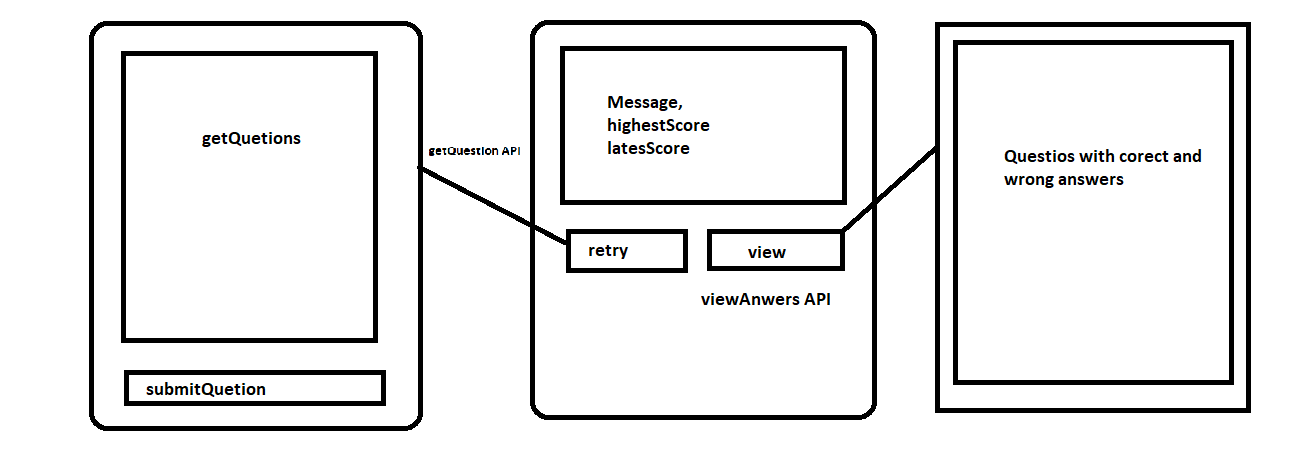 getQuetions
submitQuetion
getQuestion API
Message,
highestScore
latesScore
retry
view
viewAnwers API
Questios with corect and
wrong answers